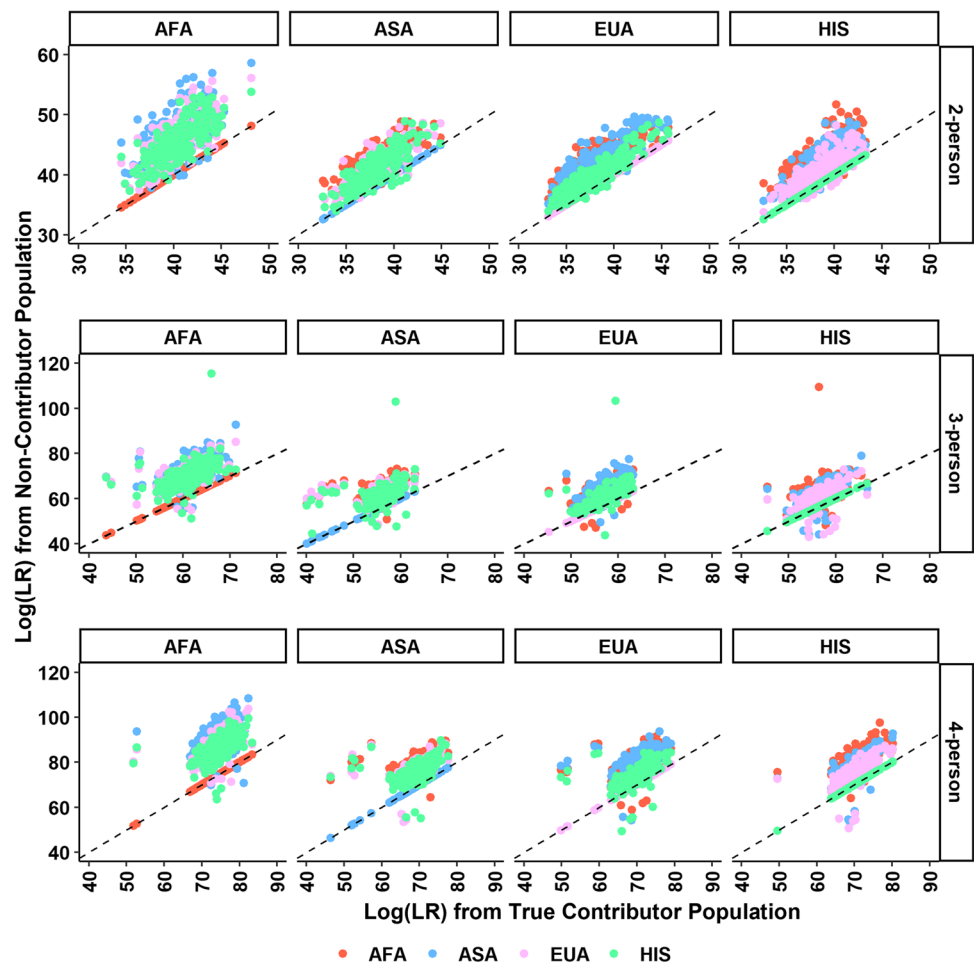 AFA ASA EUA HIS
60
50
40
30
2-person
30 35 40 45 50 30 35 40 45 50 30 35 40 45 50 30 35 40 45 50
Log(LR) from Non-Contributor Population
AFA ASA EUA HIS
120
100
80
60
40
3-person
40 50 60 70 80 40 50 60 70 80 40 50 60 70 80 40 50 60 70 80
AFA ASA EUA HIS
120
100
80
60
40
4-person
40 50 60 70 80 90 40 50 60 70 80 90 40 50 60 70 80 90 40 50 60 70 80 90
Log(LR) from True Contributor Population
AFA ASA EUA HIS